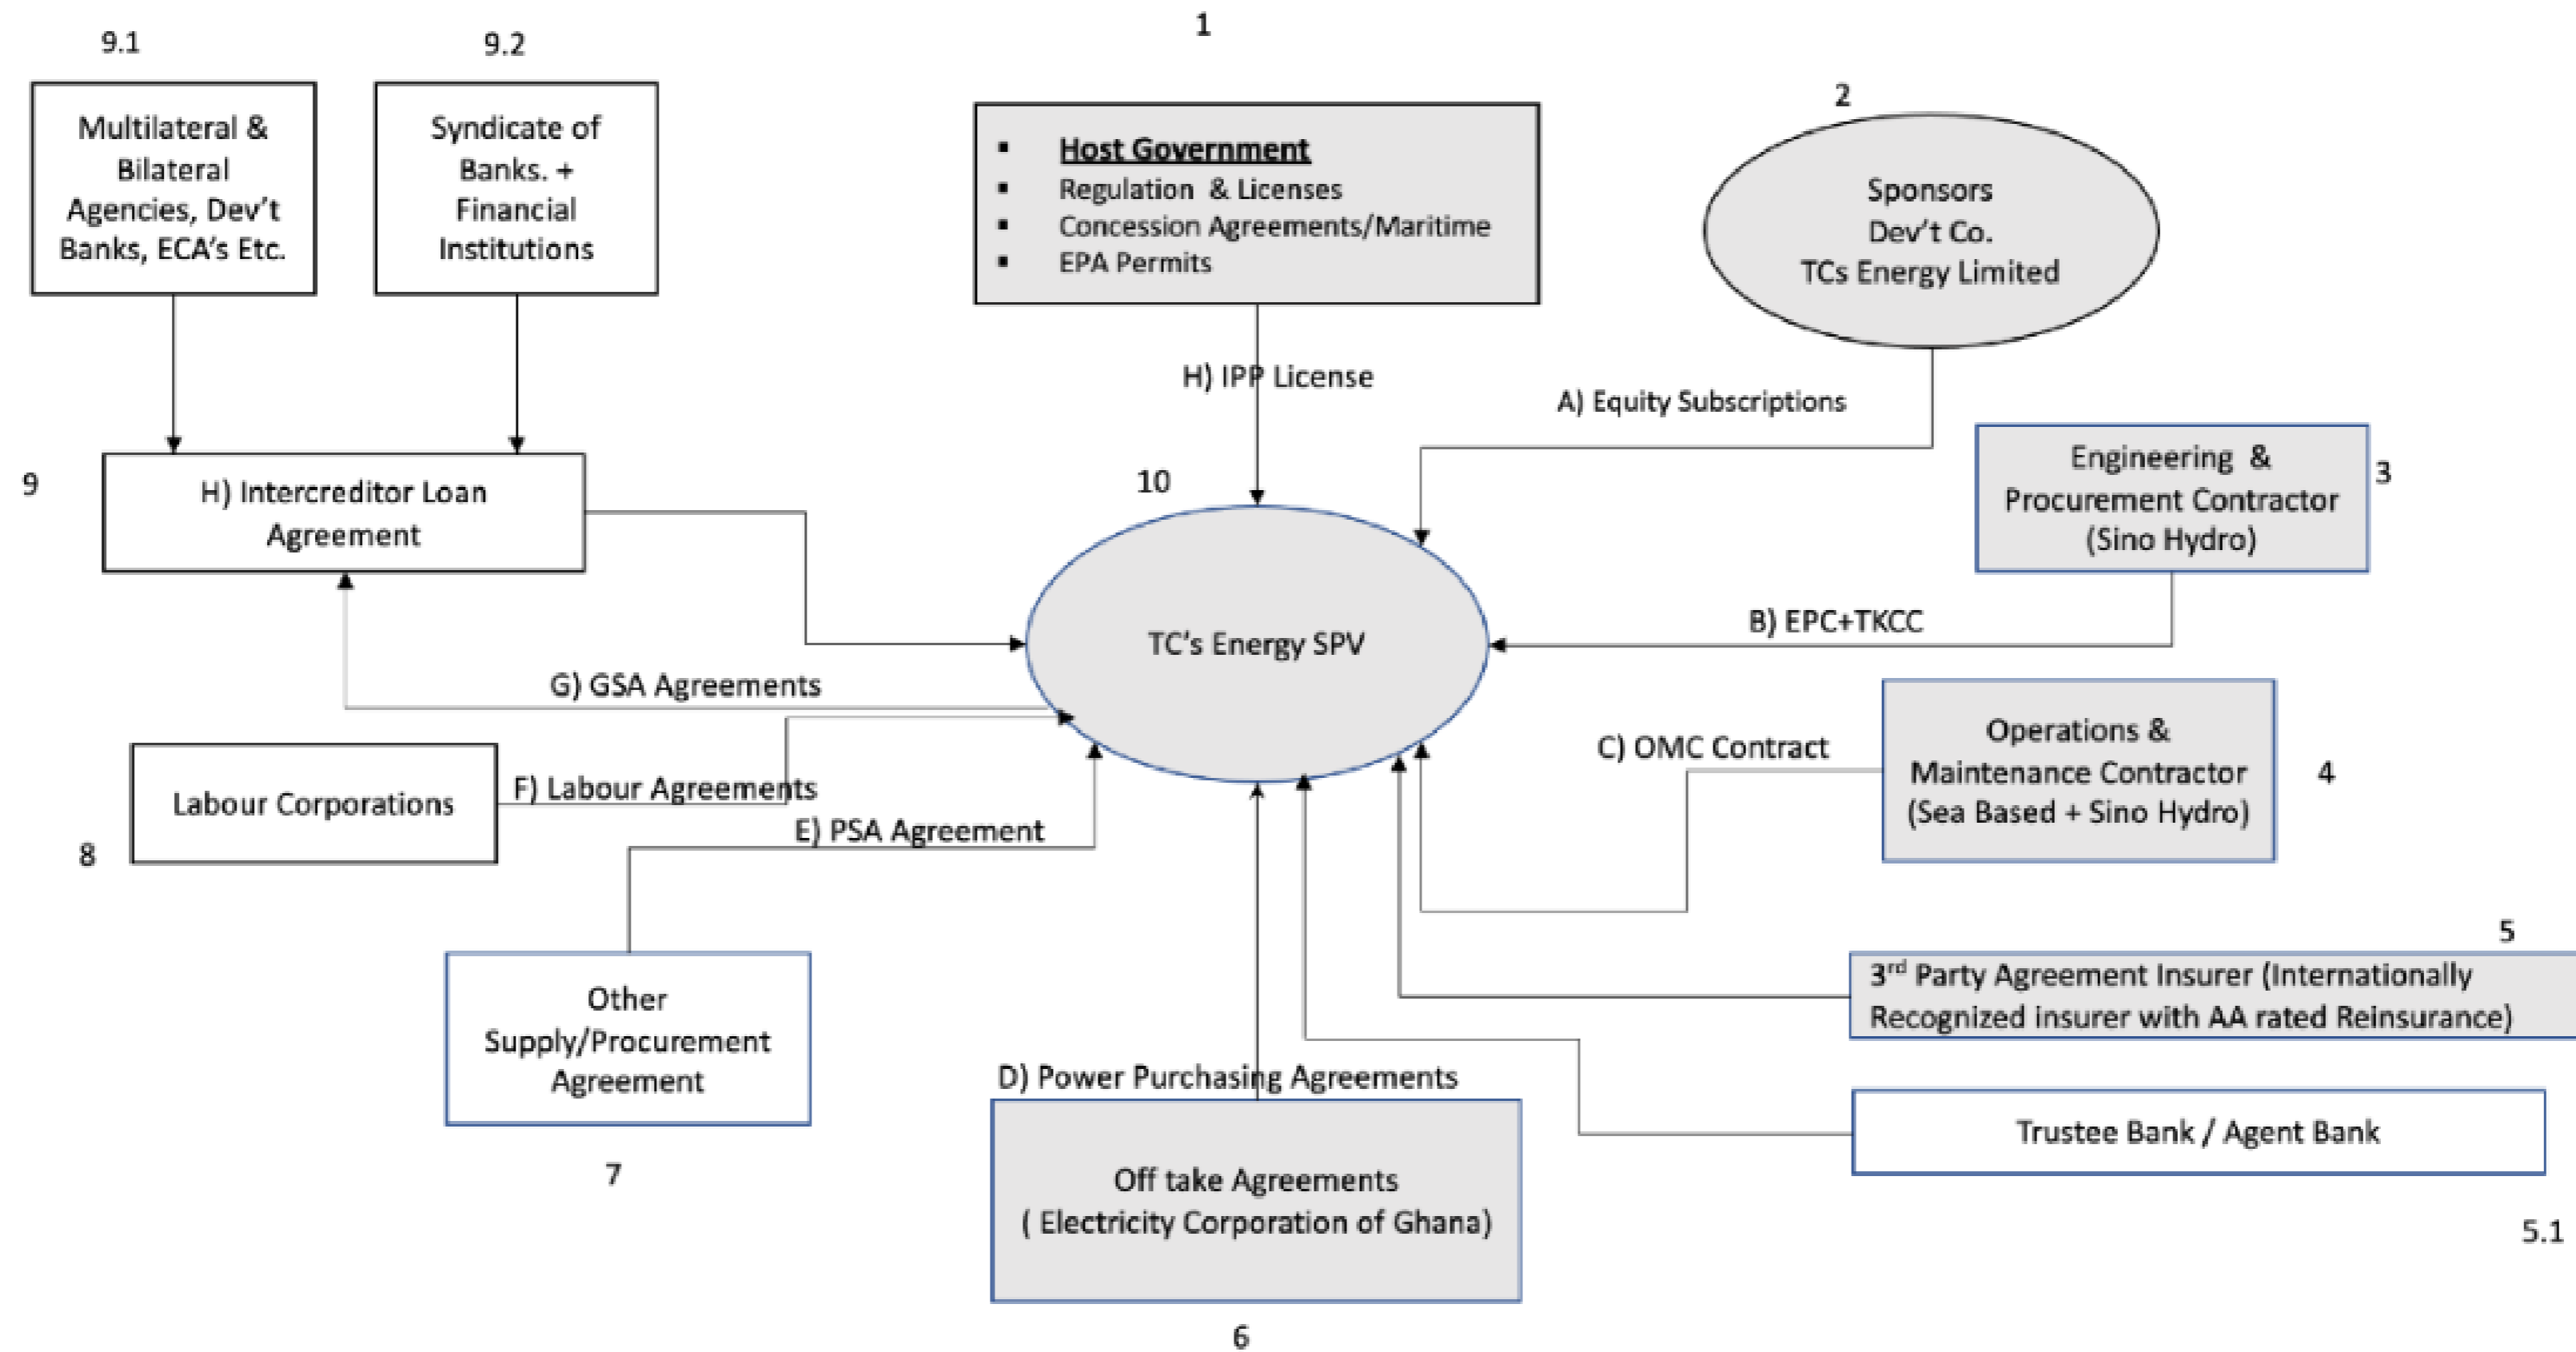 1
9.1
9.2
2
Multilateral &
Bilateral
Agencies, Dev't
Banks, ECA's Etc.
Syndicate of
Banks. +
Financial
Institutions
▪ Host Government
▪ Regulation & Licenses
▪ Concession Agreements/Maritime
▪ EPA Permits
Sponsors
Dev't Co.
TCs Energy Limited
H) IPP License
A) Equity Subscriptions
9
H) Intercreditor Loan
Agreement
10
Engineering &
Procurement Contractor
(Sino Hydro)
3
TC's Energy SPV
B) EPC+TKCC
G) GSA Agreements
Labour Corporations
8
F) Labour Agreements
E) PSA Agreement
C) OMC Contract
Operations &
Maintenance Contractor
(Sea Based + Sino Hydro)
4
5
3rd Party Agreement Insurer (Internationally
Recognized insurer with AA rated Reinsurance)
Other
Supply/Procurement
Agreement
7
D) Power Purchasing Agreements
Off take Agreements
( Electricity Corporation of Ghana)
6
Trustee Bank / Agent Bank
5.1